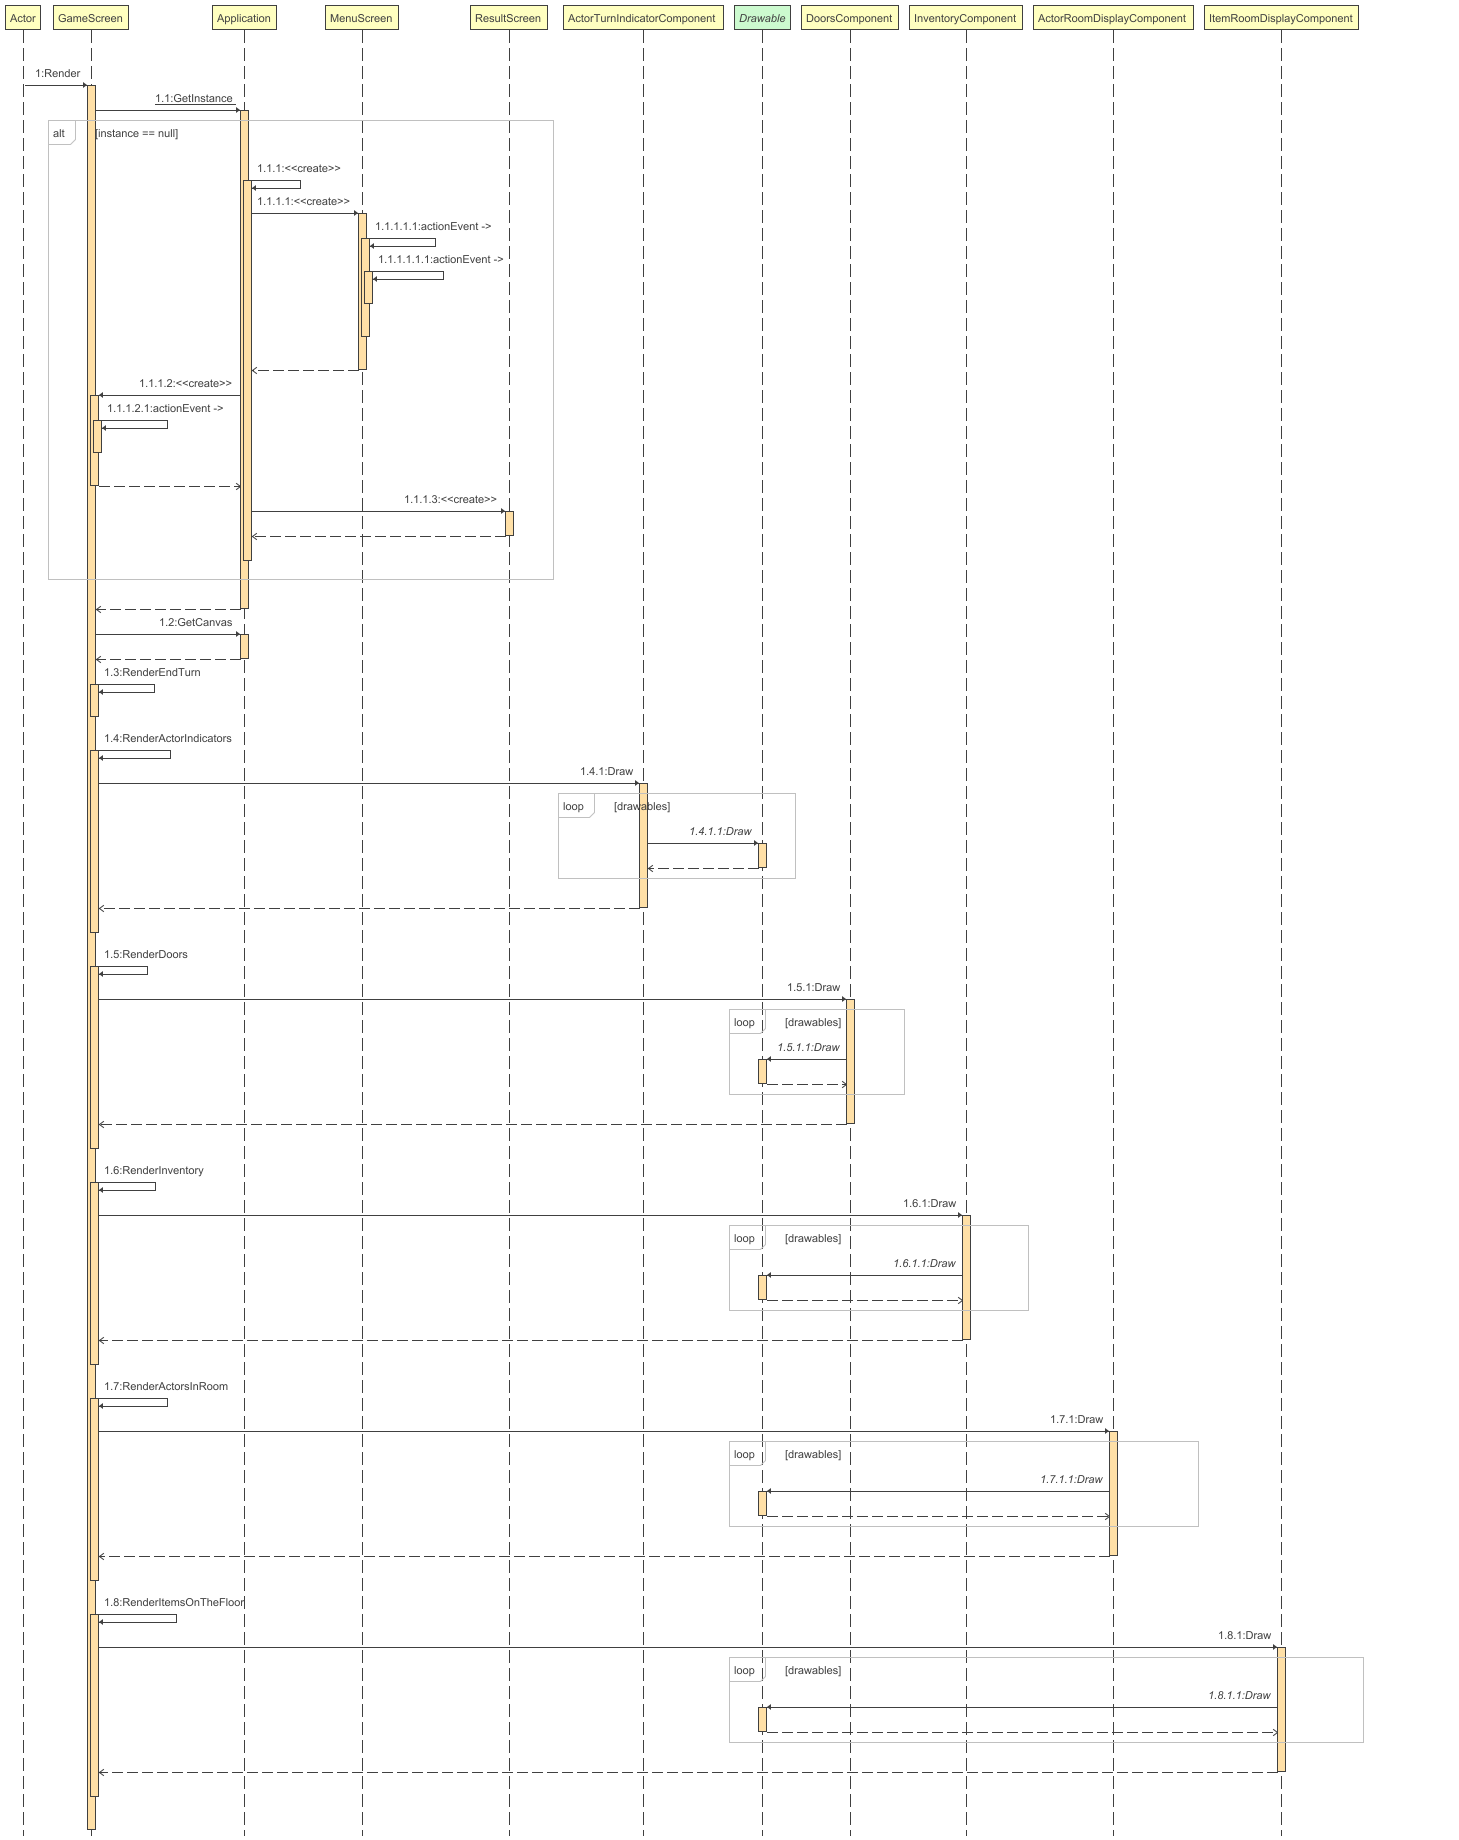 Actor
GameScreen
Application
MenuScreen
ResultScreen
ActorTurnIndicatorComponent
Drawable
DoorsComponent
InventoryComponent
ActorRoomDisplayComponent
ItemRoomDisplayComponent
1:Render
1.1:GetInstance
alt
[instance == null]
1.1.1:<<create>>
1.1.1.1:<<create>>
1.1.1.1.1:actionEvent ->
1.1.1.1.1.1:actionEvent ->
1.1.1.2:<<create>>
1.1.1.2.1:actionEvent ->
1.1.1.3:<<create>>
1.2:GetCanvas
1.3:RenderEndTurn
1.4:RenderActorIndicators
1.4.1:Draw
loop
[drawables]
1.4.1.1:Draw
1.5:RenderDoors
1.5.1:Draw
loop
[drawables]
1.5.1.1:Draw
1.6:RenderInventory
1.6.1:Draw
loop
[drawables]
1.6.1.1:Draw
1.7:RenderActorsInRoom
1.7.1:Draw
loop
[drawables]
1.7.1.1:Draw
1.8:RenderItemsOnTheFloor
1.8.1:Draw
loop
[drawables]
1.8.1.1:Draw